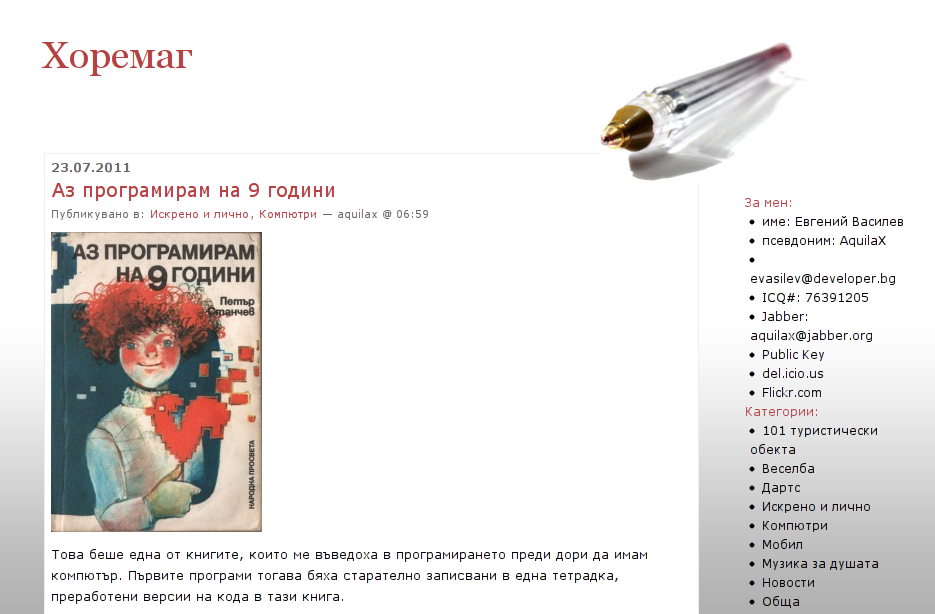 Хоремаг
23.07.2011
Аз програмирам на 9 години
Публикувано в: Искрено и лично, Компютри — aquilax @ 06:59
АЗ ПРОГРАМИРАМ
НА 9 ГОДИНИ
Петър
Станчев
НАРОДНА ПРОСВЕТА
Това беше една от книгите, които ме въведоха в програмирането преди дори да имам
компютър. Първите програми тогава бяха старателно записвани в една тетрадка,
преработени версии на кода в тази книга.
За мен:
• име: Евгений Василев
• псевдоним: AquilaX
•
evasilev@developer.bg
• ICQ#: 76391205
• Jabber:
aquilax@jabber.org
• Public Key
• del.icio.us
• Flickr.com
Категории:
• 101 туристически
обекта
• Веселба
• Дартс
• Искрено и лично
• Компютри
• Мобил
• Музика за душата
• Новости
• Обща